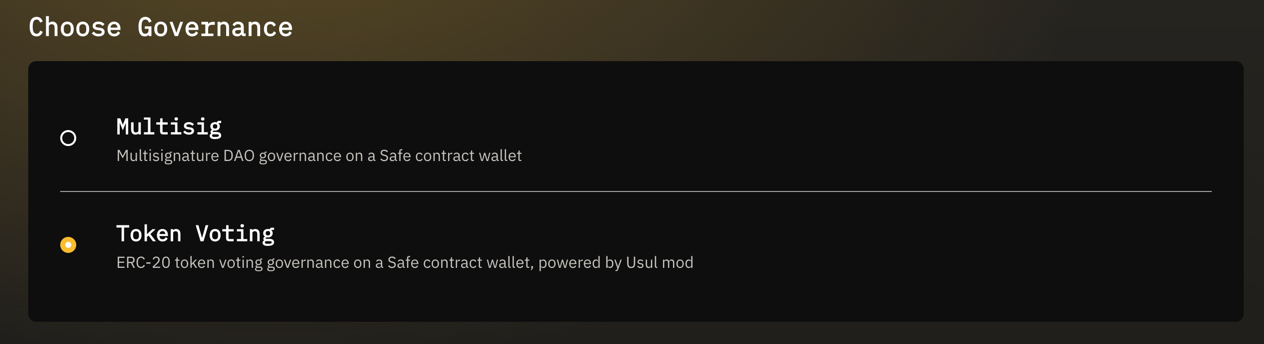 Choose Governance
Multisig
Multisignature DAO governance on a Safe contract wallet
Token Voting
ERC-20 token voting governance on a Safe contract wallet, powered by Usul mod